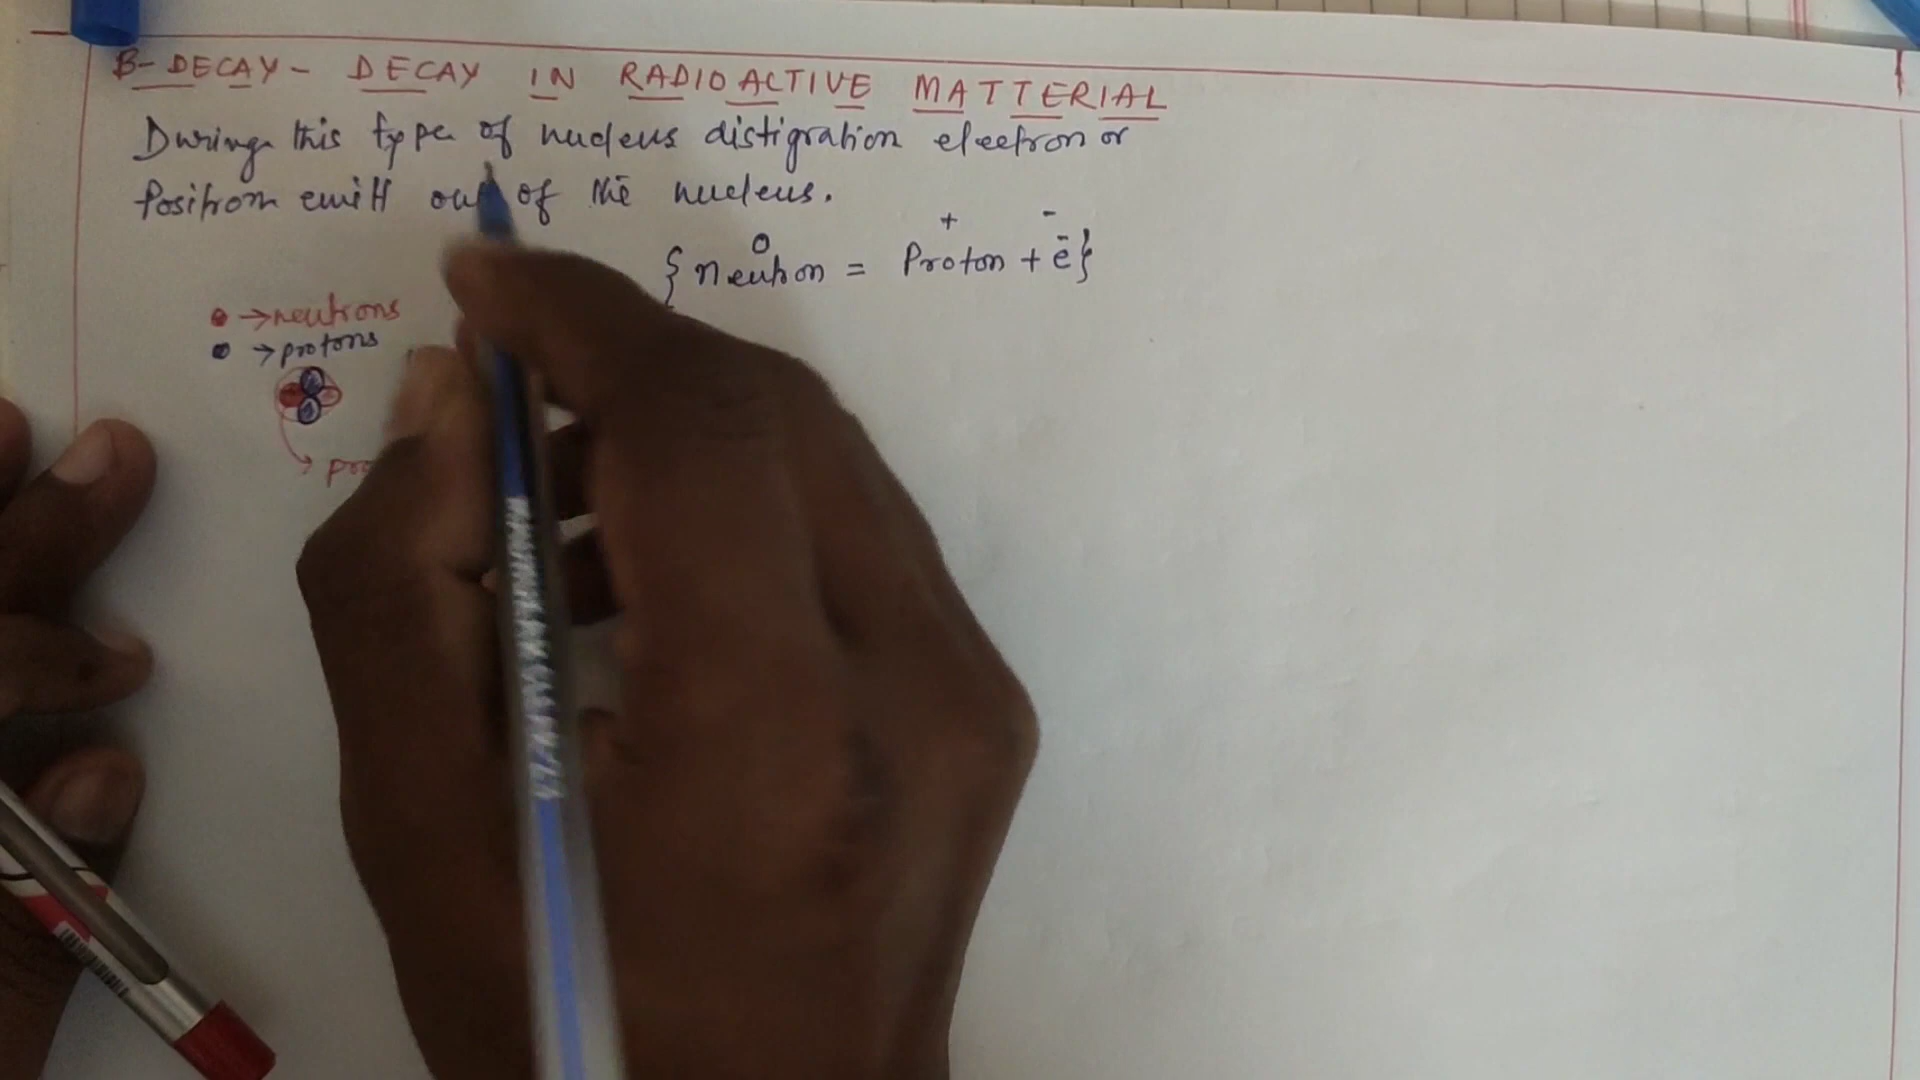 B-DECAY- DECAY IN RADIOACTIVE MATTERIAL
During this type of nucleus distigration electron or
Positron emitt out of the nucleus.
+ -
o
{neutron = Proton + ē}
→neutrons
→protons